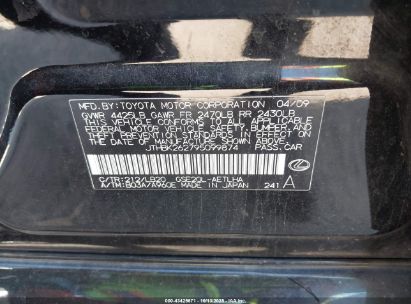 MFD. BY: TOYOTA MOTOR CORPORATION 04/09
GVWR 4425LB GAWR FR 2470LB RR 2430LB
THIS VEHICLE CONFORMS TO ALL APPLICABLE
FEDERAL MOTOR VEHICLE SAFETY, BUMPER, AND
THEFT PREVENTION STANDARDS IN EFFECT ON
THE DATE OF MANUFACTURE SHOWN ABOVE.
JTHBK262795099874 PASS.CAR
C/TR:212/LB20 GSE20L-AETLHA
A/TM:B03A/A960E MADE IN JAPAN 241 A